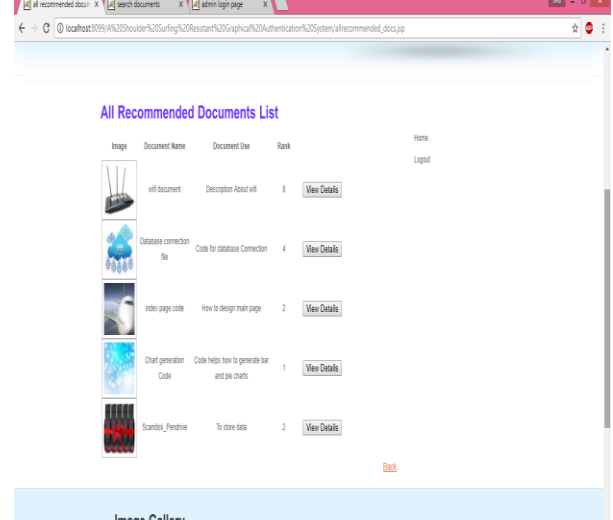 all recommended docun x
search documents x
admin login page x
localhost:8099/A%20Shoulder%20Surfing%20Resistant%20Graphical%20Authentication%20System/allrecommended_docs.jsp
All Recommended Documents List
Home
Logout
Image Document Name Document Use Rank
wifi document Description About wifi 8 View Details
Database connection
file
Code for database Connection 4 View Details
index page code How to design main page 2 View Details
Chart generation
Code
Code helps how to generate bar
and pie charts
1 View Details
Scandisk_Pendrive To store data 2 View Details
Back
Image Gallery